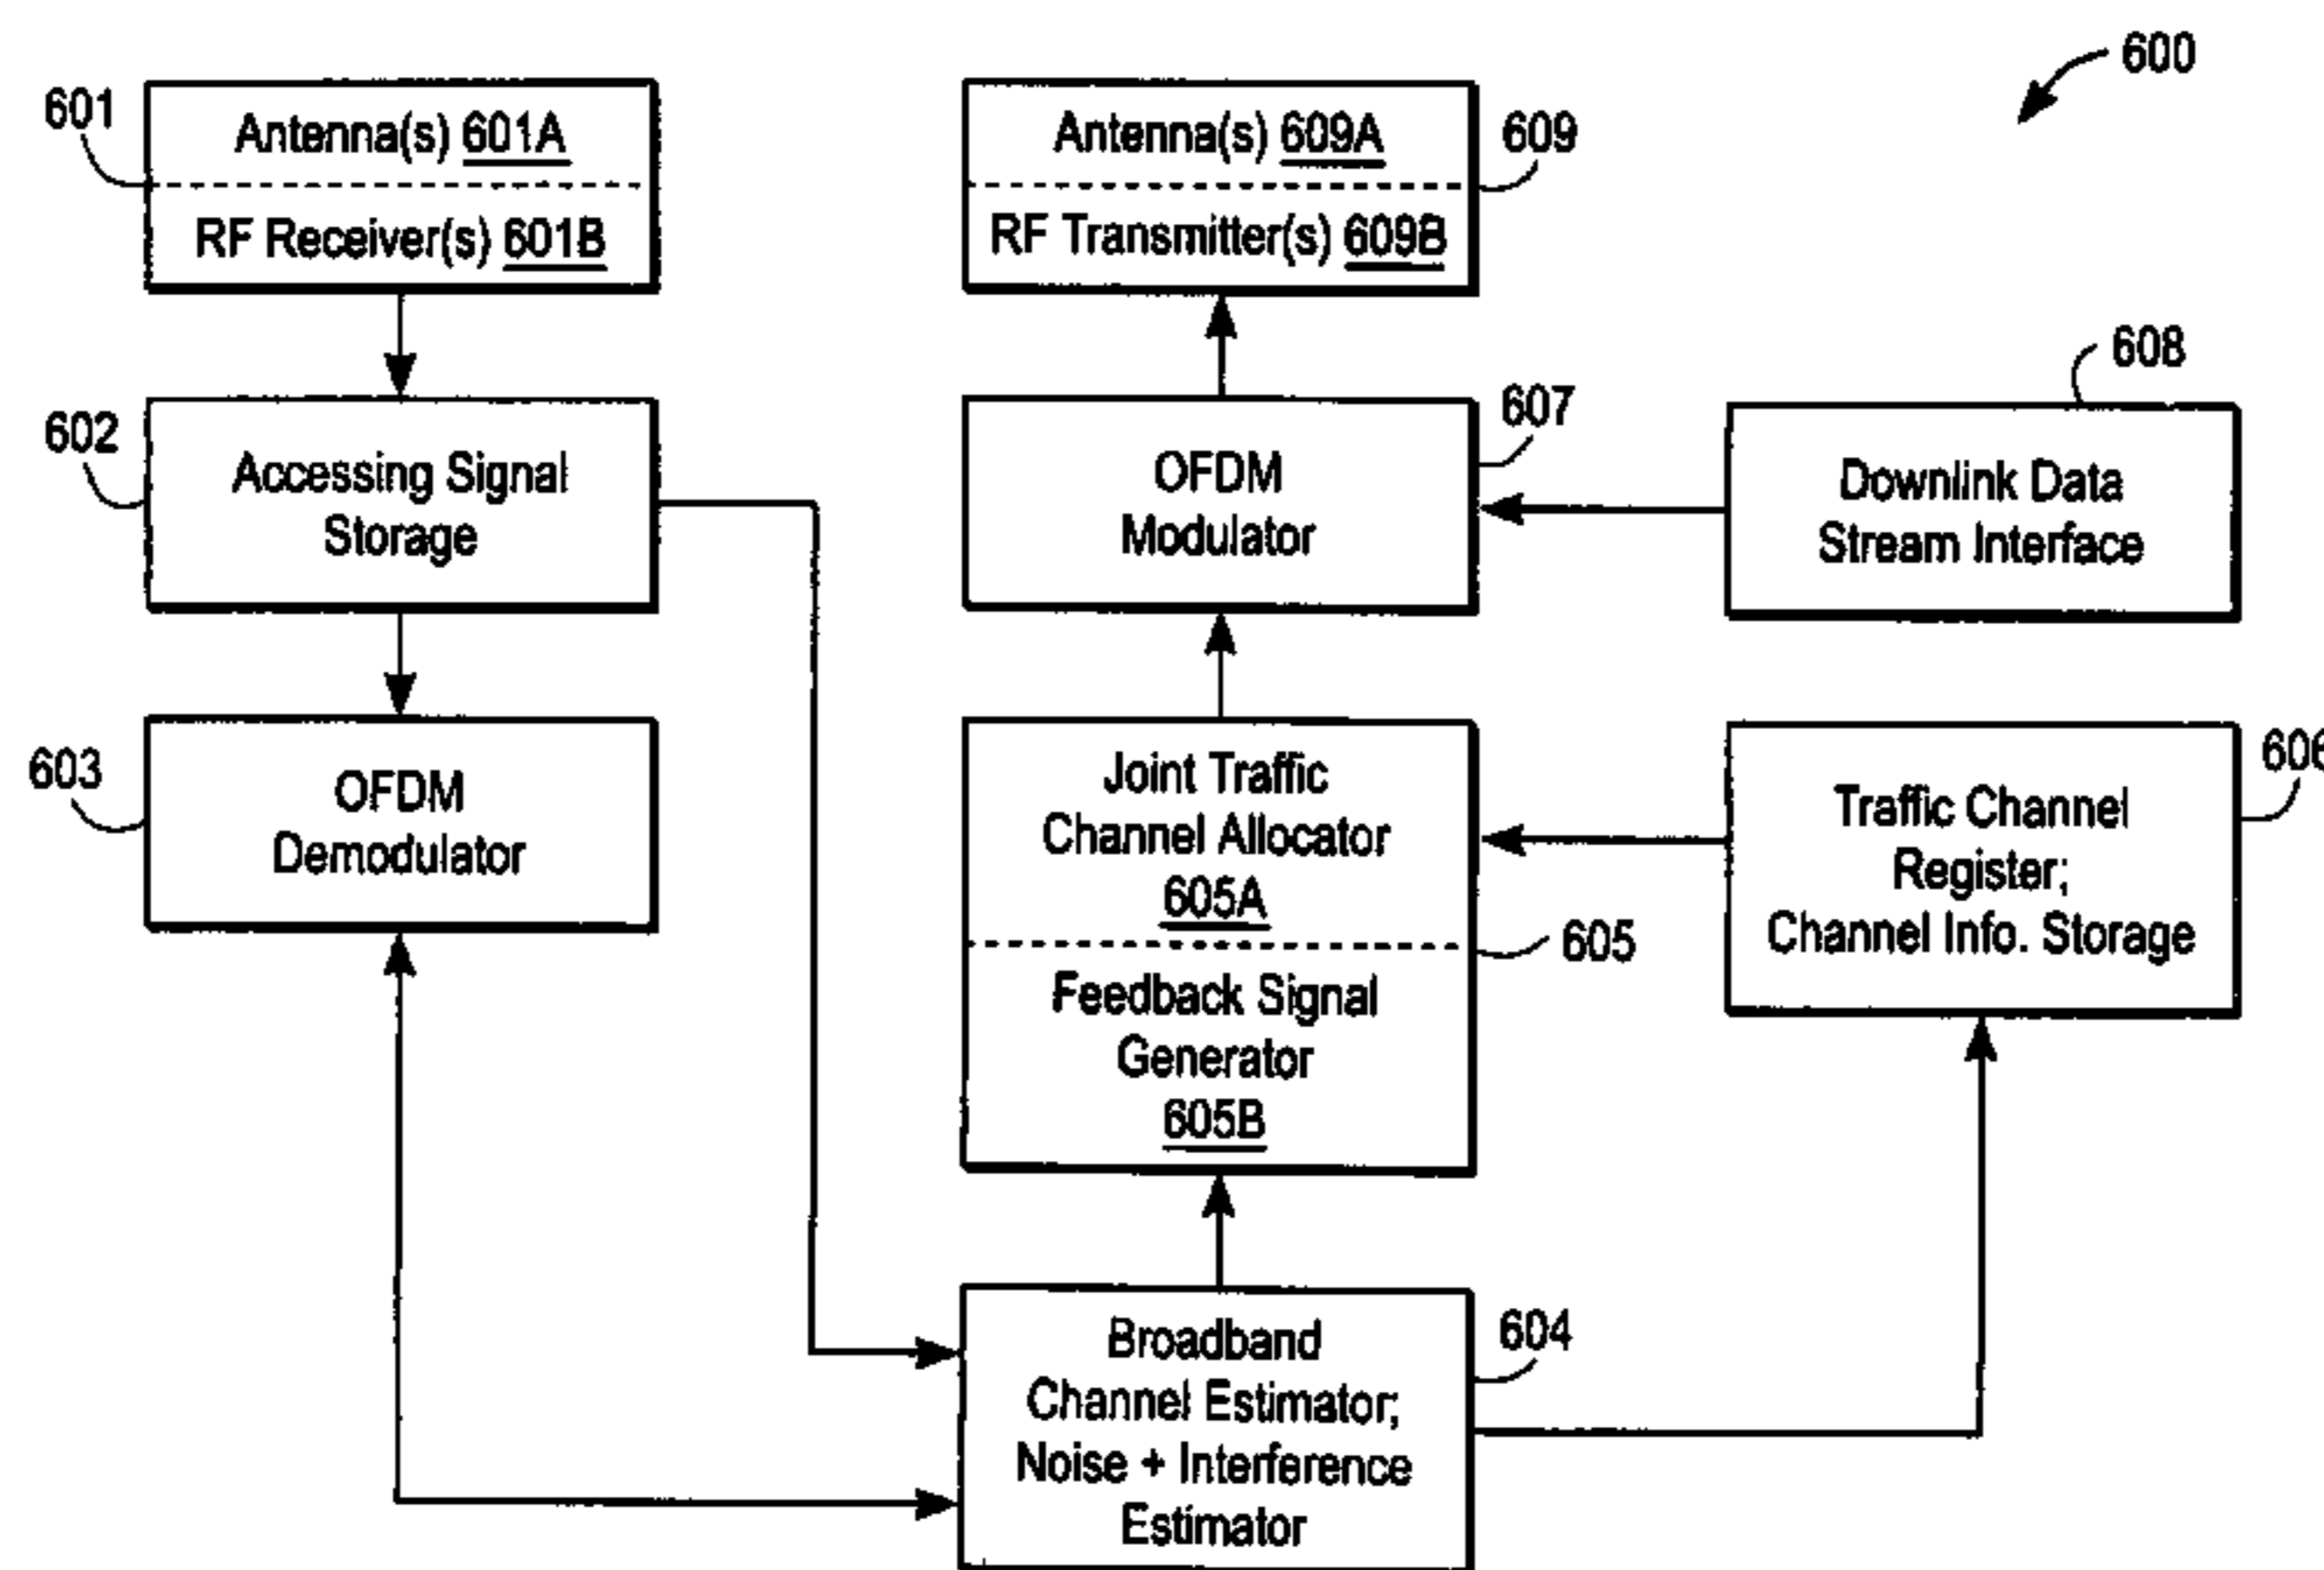 600
601
Antenna(s) 601A
RF Receiver(s) 601B
Antenna(s) 609A
RF Transmitter(s) 609B
609
602
Accessing Signal
Storage
OFDM
Modulator
607
608
Downlink Data
Stream Interface
603
OFDM
Demodulator
Joint Traffic
Channel Allocator
605A
Feedback Signal
Generator
605B
605
606
Traffic Channel
Register;
Channel Info. Storage
Broadband
Channel Estimator;
Noise + Interference
Estimator
604